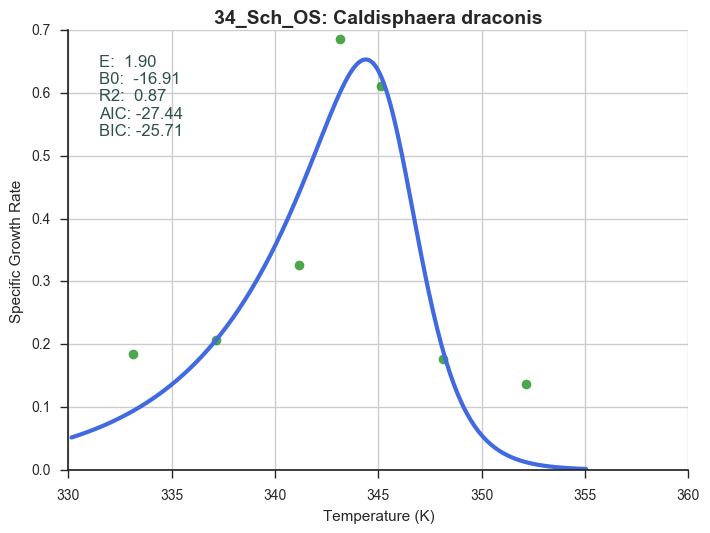 34_Sch_OS: Caldisphaera draconis
E:  1.90
B0:  -16.91
R2:  0.87
AIC: -27.44
BIC: -25.71
Specific Growth Rate
0.7
0.6
0.5
0.4
0.3
0.2
0.1
0.0
330 335 340 345 350 355 360
Temperature (K)